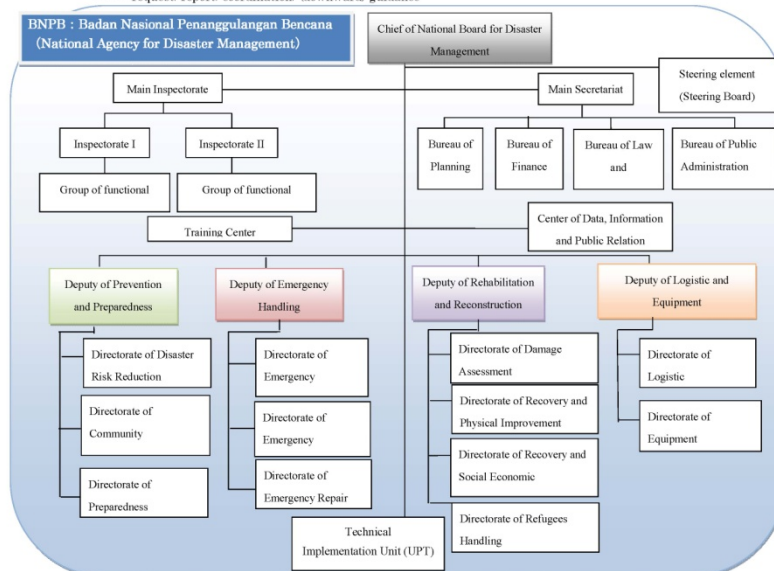 BNPB : Badan Nasional Penanggulangan Bencana
(National Agency for Disaster Management)
Chief of National Board for Disaster
Management
Steering element
(Steering Board)
Main Inspectorate
Main Secretariat
Inspectorate I
Inspectorate II
Bureau of
Planning
Bureau of
Finance
Bureau of Law
and
Bureau of Public
Administration
Group of functional
Group of functional
Training Center
Center of Data, Information
and Public Relation
Deputy of Prevention
and Preparedness
Deputy of Emergency
Handling
Deputy of Rehabilitation
and Reconstruction
Deputy of Logistic and
Equipment
Directorate of Disaster
Risk Reduction
Directorate of
Community
Directorate of
Preparedness
Directorate of
Emergency
Directorate of
Emergency
Directorate of
Emergency Repair
Directorate of Damage
Assessment
Directorate of Recovery and
Physical Improvement
Directorate of Recovery and
Social Economic
Directorate of Refugees
Handling
Directorate of
Logistic
Directorate of
Equipment
Technical
Implementation Unit (UPT)